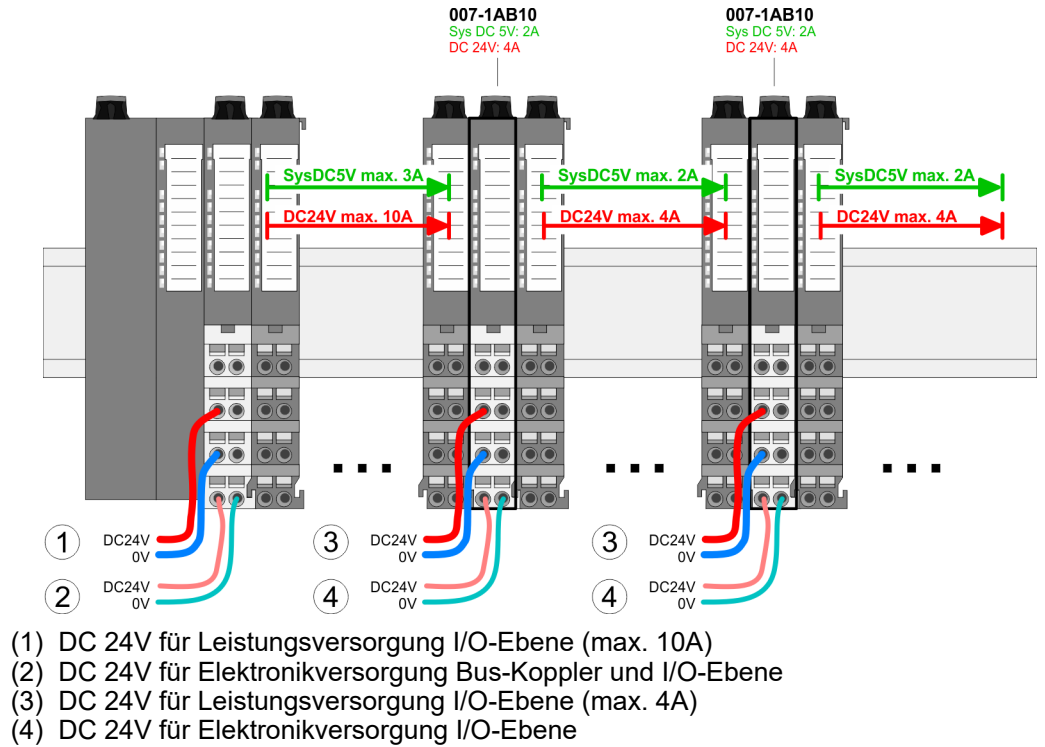 007-1AB10
Sys DC 5V: 2A
DC 24V: 4A
007-1AB10
Sys DC 5V: 2A
DC 24V: 4A
SysDC5V max. 3A
SysDC5V max. 2A
SysDC5V max. 2A
DC24V max. 10A
DC24V max. 4A
DC24V max. 4A
. . .
. . .
. . .
1 DC24V
0V
2 DC24V
0V
3 DC24V
0V
4 DC24V
0V
3 DC24V
0V
4 DC24V
0V
(1) DC 24V für Leistungsversorgung I/O-Ebene (max. 10A)
(2) DC 24V für Elektronikversorgung Bus-Koppler und I/O-Ebene
(3) DC 24V für Leistungsversorgung I/O-Ebene (max. 4A)
(4) DC 24V für Elektronikversorgung I/O-Ebene